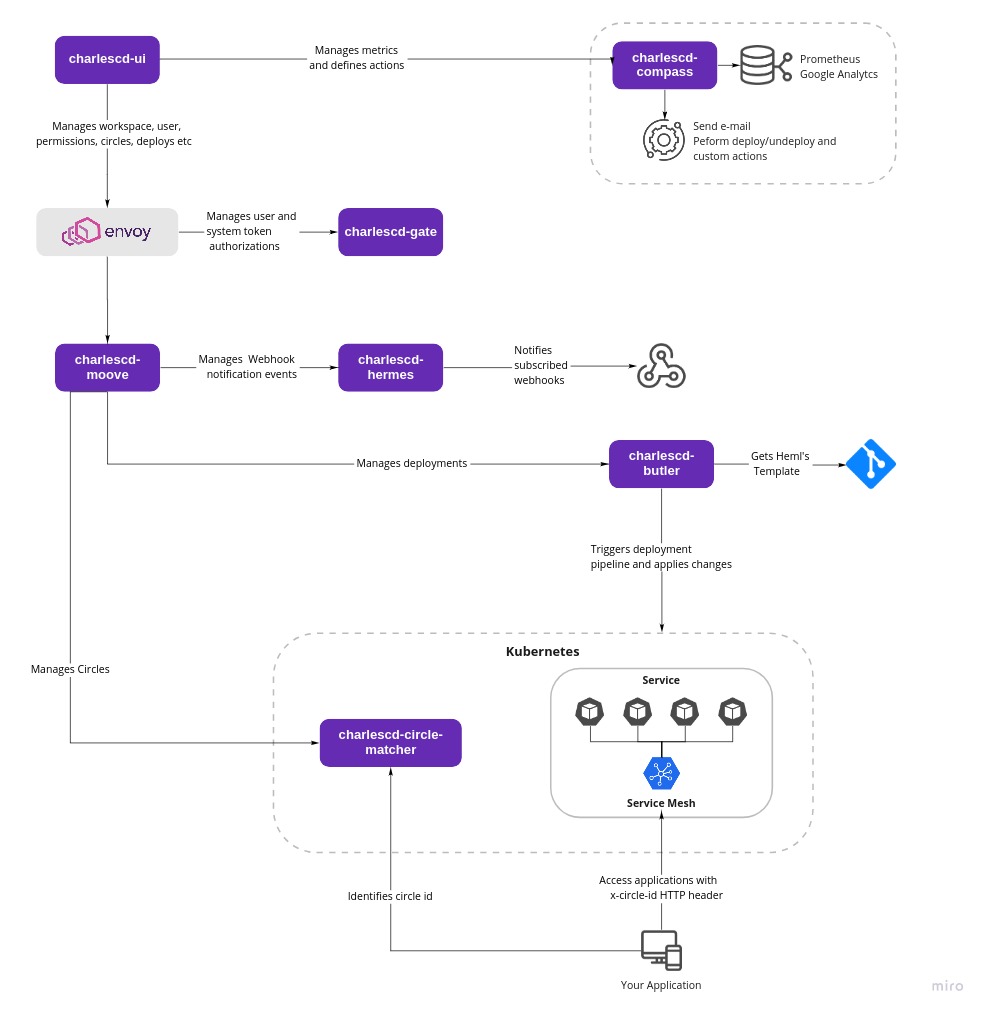 charlescd-ui
Manages metrics
and defines actions
charlescd-
compass
Prometheus
Google Analytcs
Send e-mail
Peform deploy/undeploy and
custom actions
Manages workspace, user,
permissions, circles, deploys etc
envoy
Manages user and
system token
authorizations
charlescd-gate
charlescd-
moove
Manages Webhook
notification events
charlescd-
hermes
Notifies
subscribed
webhooks
Manages deployments
charlescd-
butler
Gets Heml's
Template
Triggers deployment
pipeline and applies changes
Manages Circles
Kubernetes
Service
charlescd-circle-
matcher
Service Mesh
Identifies circle id
Access applications with
x-circle-id HTTP header
Your Application
miro